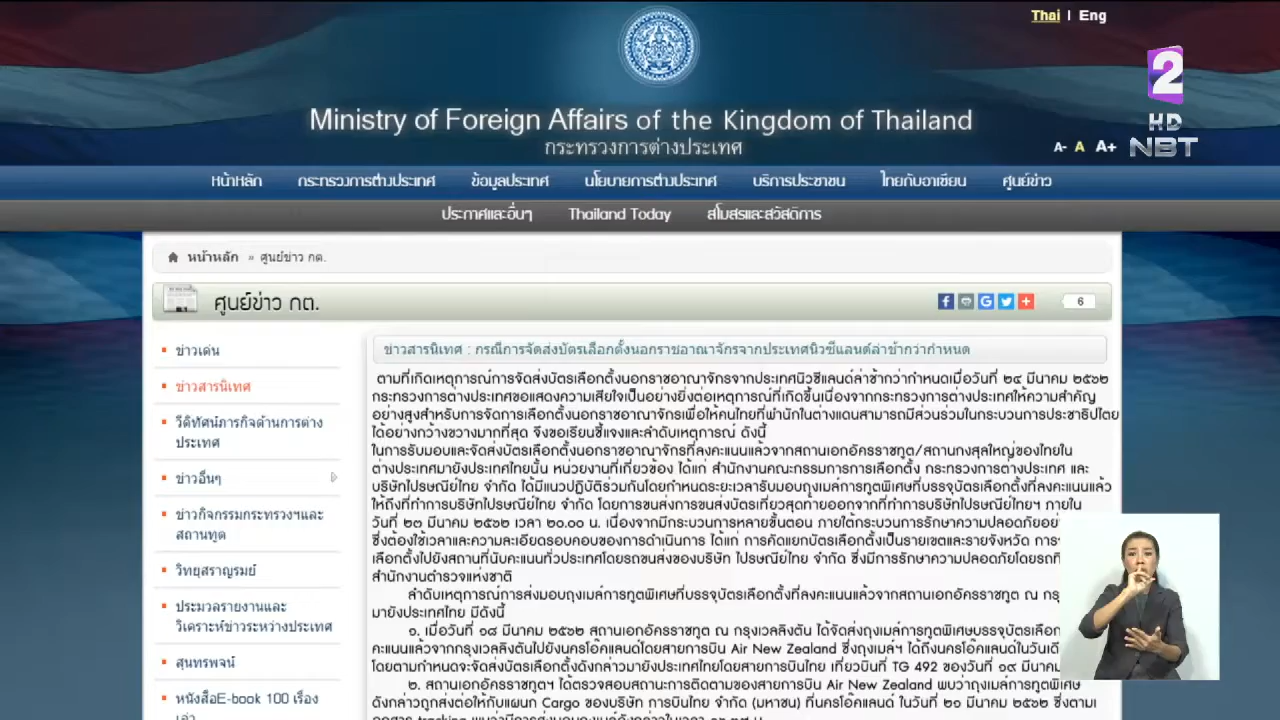 Thai | Eng
2
HD
NBT
Ministry of Foreign Affairs of the Kingdom of Thailand
กระทรวงการต่างประเทศ
A- A A+
หน้าหลัก กระทรวงการต่างประเทศ ข้อมูลประเทศ นโยบายการต่างประเทศ บริการประชาชน ไทยกับอาเซียน ศูนย์ข่าว
ประกาศและอื่นๆ Thailand Today สโมสรและสวัสดิการ
หน้าหลัก » ศูนย์ข่าว กต.
ศูนย์ข่าว กต.
6
ข่าวเด่น
ข่าวสารนิเทศ
วีดิทัศน์ภารกิจด้านการต่าง
ประเทศ
ข่าวอื่นๆ
ข่าวกิจกรรมกระทรวงฯและ
สถานทูต
วิทยุสราญรมย์
ประมวลรายงานและ
วิเคราะห์ข่าวระหว่างประเทศ
สุนทรพจน์
หนังสือE-book 100 เรื่อง
เล่า
ข่าวสารนิเทศ : กรณีการจัดส่งบัตรเลือกตั้งนอกราชอาณาจักรจากประเทศนิวซีแลนด์ล่าช้ากว่ากำหนด
ตามที่เกิดเหตุการณ์การจัดส่งบัตรเลือกตั้งนอกราชอาณาจักรจากประเทศนิวซีแลนด์ล่าช้ากว่ากำหนดเมื่อวันที่ ๒๔ มีนาคม ๒๕๖๒
กระทรวงการต่างประเทศขอแสดงความเสียใจเป็นอย่างยิ่งต่อเหตุการณ์ที่เกิดขึ้นเนื่องจากกระทรวงการต่างประเทศให้ความสำคัญ
อย่างสูงสำหรับการจัดการเลือกตั้งนอกราชอาณาจักรเพื่อให้คนไทยที่พำนักในต่างแดนสามารถมีส่วนร่วมในกระบวนการประชาธิปไตย
ได้อย่างกว้างขวางมากที่สุด จึงขอเรียนชี้แจงและลำดับเหตุการณ์ ดังนี้
ในการรับมอบและจัดส่งบัตรเลือกตั้งนอกราชอาณาจักรที่ลงคะแนนแล้วจากสถานเอกอัครราชทูต/สถานกงสุลใหญ่ของไทยใน
ต่างประเทศมายังประเทศไทยนั้น หน่วยงานที่เกี่ยวข้อง ได้แก่ สำนักงานคณะกรรมการการเลือกตั้ง กระทรวงการต่างประเทศ และ
บริษัทไปรษณีย์ไทย จำกัด ได้มีแนวปฏิบัติร่วมกันโดยกำหนดระยะเวลารับมอบถุงเมล์การทูตพิเศษที่บรรจุบัตรเลือกตั้งที่ลงคะแนนแล้ว
ให้ถึงที่ทำการบริษัทไปรษณีย์ไทย จำกัด โดยการขนส่งการขนส่งบัตรเที่ยวสุดท้ายออกจากที่ทำการบริษัทไปรษณีย์ไทยฯ ภายใน
วันที่ ๒๓ มีนาคม ๒๕๖๒ เวลา ๒๐.๐๐ น. เนื่องจากมีกระบวนการหลายขั้นตอน ภายใต้กระบวนการรักษาความปลอดภัยอย
ซึ่งต้องใช้เวลาและความละเอียดรอบคอบของการดำเนินการ ได้แก่ การคัดแยกบัตรเลือกตั้งเป็นรายเขตและรายจังหวัด การ
เลือกตั้งไปยังสถานที่นับคะแนนทั่วประเทศโดยรถขนส่งของบริษัท ไปรษณีย์ไทย จำกัด ซึ่งมีการรักษาความปลอดภัยโดยรถที
สำนักงานตำรวจแห่งชาติ
ลำดับเหตุการณ์การส่งมอบถุงเมล์การทูตพิเศษที่บรรจุบัตรเลือกตั้งที่ลงคะแนนแล้วจากสถานเอกอัครราชทูต ณ กรุ
มายังประเทศไทย มีดังนี้
๑. เมื่อวันที่ ๑๘ มีนาคม ๒๕๖๒ สถานเอกอัครราชทูต ณ กรุงเวลลิงตัน ได้จัดส่งถุงเมล์การทูตพิเศษบรรจุบัตรเลือก
คะแนนแล้วจากกรุงเวลลิงตันไปยังนครโอ๊คแลนด์โดยสายการบิน Air New Zealand ซึ่งถุงเมล์ฯ ได้ถึงนครโอ๊คแลนด์ในวันเดี
โดยตามกำหนดจะจัดส่งบัตรเลือกตั้งดังกล่าวมายังประเทศไทยโดยสายการบินไทย เที่ยวบินที่ TG 492 ของวันที่ ๑๙ มีนาคม
๒. สถานเอกอัครราชทูตฯ ได้ตรวจสอบสถานะการติดตามของสายการบิน Air New Zealand พบว่าถุงเมล์การทูตพิเศษ
ดังกล่าวถูกส่งต่อให้กับแผนก Cargo ของบริษัท การบินไทย จำกัด (มหาชน) ที่นครโอ๊คแลนด์ ในวันที่ ๒๑ มีนาคม ๒๕๖๒ ซึ่งตามเ